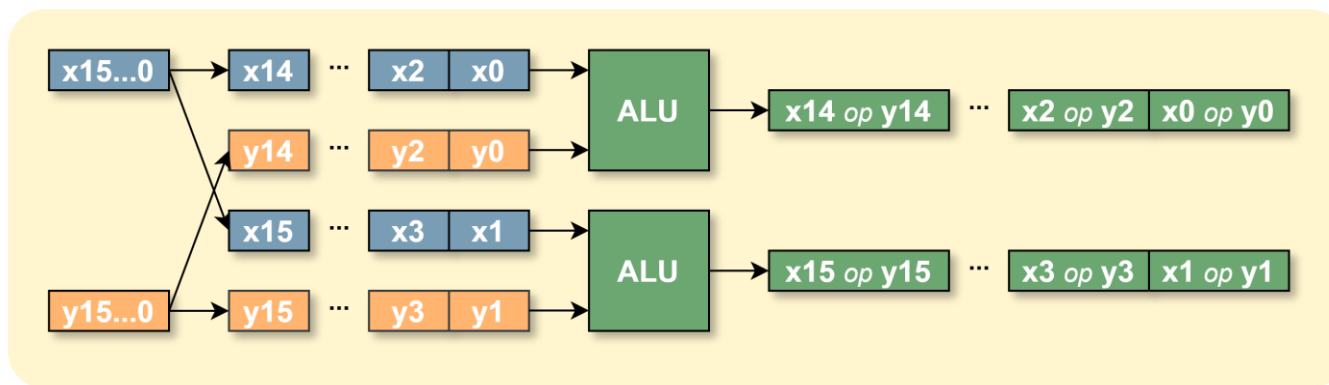 x15...0 x14 ... x2 x0
ALU
x14 op y14 ... x2 op y2 x0 op y0
y14 ... y2 y0
x15 ... x3 x1
ALU
x15 op y15 ... x3 op y3 x1 op y1
y15...0 y15 ... y3 y1